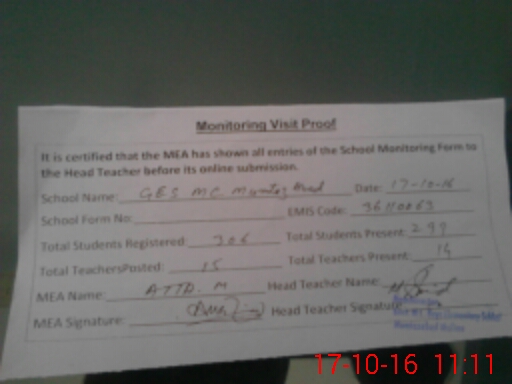 Monitoring Visit Proof
It is certified that the MEA has shown all entries of the School Monitoring Form to
the Head Teacher before its online submission.
School Name: GES MC Date: 17-10-16
School Form No: EMIS Code: 36110063
Total Students Registered: 306 Total Students Present: 299
Total TeachersPosted: 15 Total Teachers Present: 14
MEA Name: ATTA. M Head Teacher Name:
MEA Signature: Head Teacher Signature
17-10-16 11:11